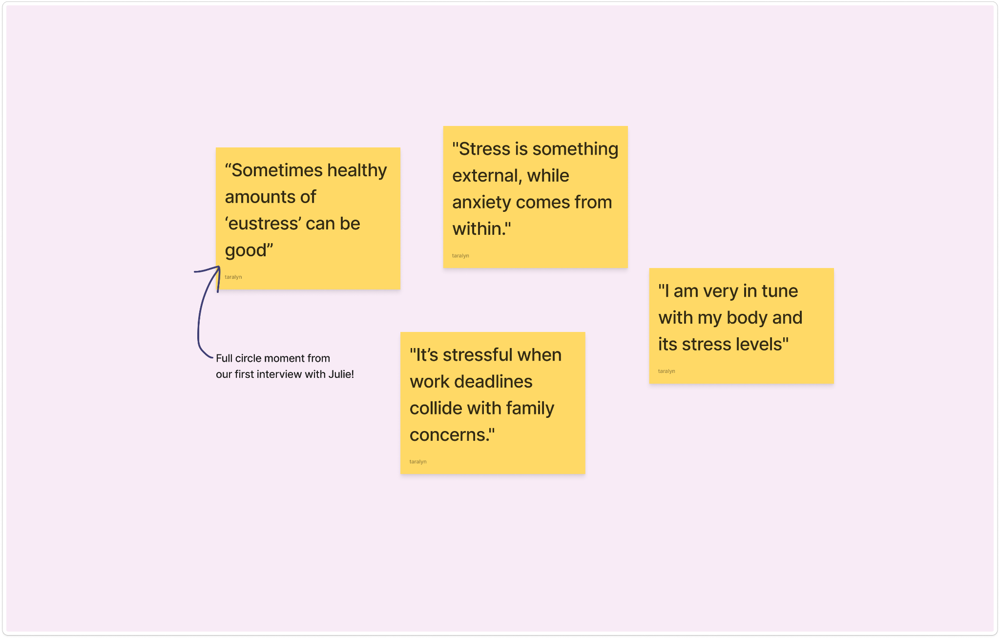 “Sometimes healthy
amounts of
‘eustress’ can be
good”
taralyn
"Stress is something
external, while
anxiety comes from
within."
taralyn
"I am very in tune
with my body and
its stress levels"
taralyn
Full circle moment from
our first interview with Julie!
"It’s stressful when
work deadlines
collide with family
concerns."
taralyn